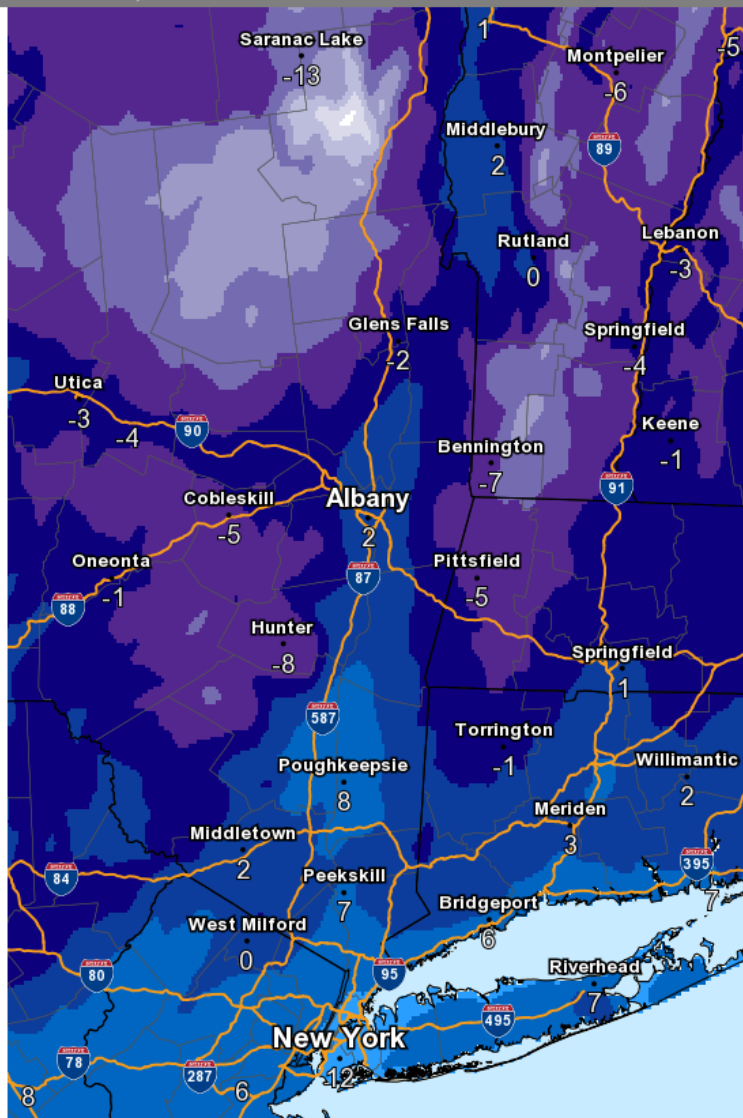 1
-5
Saranac Lake
-13
Montpelier
-6
Middlebury
2
89
Rutland
0
Lebanon
-3
Glens Falls
-2
Springfield
-4
Utica
-3
-4
90
Keene
-1
Bennington
-7
91
Cobleskill
-5
Albany
2
Oneonta
-1
88
87
Pittsfield
-5
Hunter
-8
Springfield
1
587
Torrington
-1
Willimantic
2
Poughkeepsie
8
Meriden
3
Middletown
2
84
395
7
Peekskill
7
Bridgeport
6
West Milford
0
80
95
Riverhead
7
495
New York
12
78
287
6
8